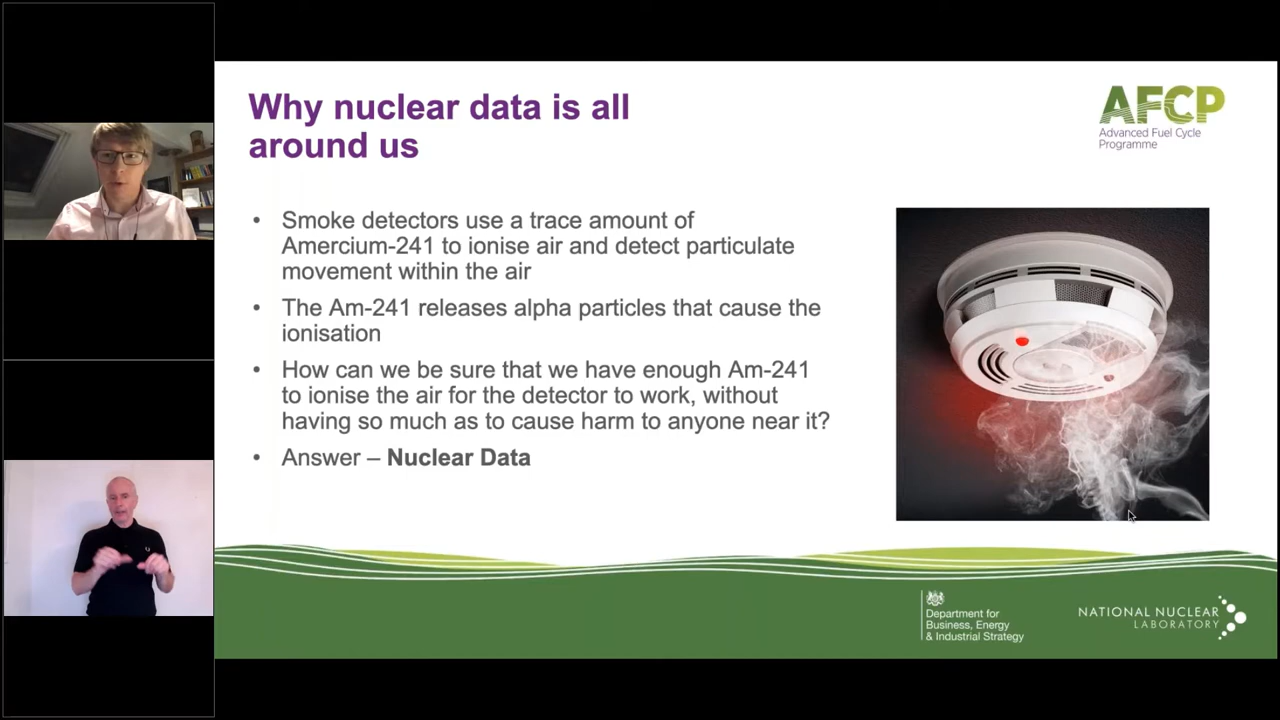 Why nuclear data is all
around us
AFCP
Advanced Fuel Cycle
Programme
• Smoke detectors use a trace amount of
Amercium-241 to ionise air and detect particulate
movement within the air
• The Am-241 releases alpha particles that cause the
ionisation
• How can we be sure that we have enough Am-241
to ionise the air for the detector to work, without
having so much as to cause harm to anyone near it?
• Answer – Nuclear Data
Department for
Business, Energy
& Industrial Strategy
NATIONAL NUCLEAR
LABORATORY